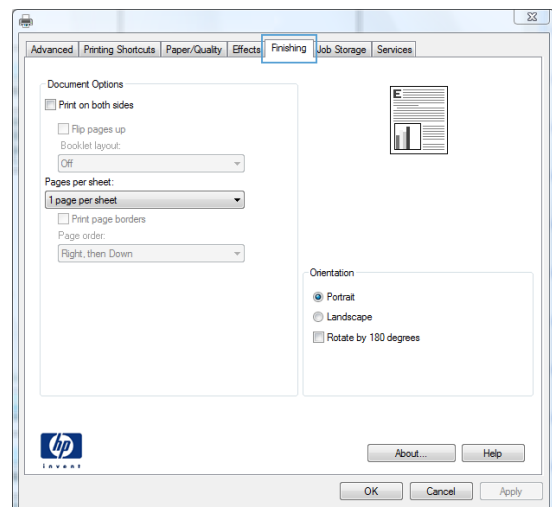 Advanced Printing Shortcuts Paper/Quality Effects Finishing Job Storage Services
Document Options
Print on both sides
Flip pages up
Booklet layout:
Off
Pages per sheet:
1 page per sheet
Print page borders
Page order:
Right, then Down
E
Orientation
Portrait
Landscape
Rotate by 180 degrees
hp
invent
About... Help
OK Cancel Apply